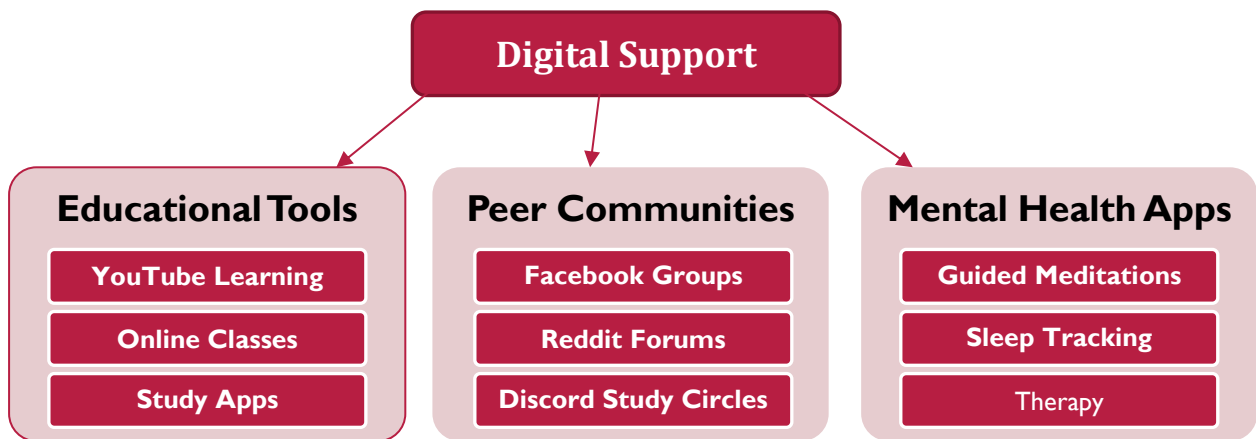 Digital Support
Educational Tools
YouTube Learning
Online Classes
Study Apps
Peer Communities
Facebook Groups
Reddit Forums
Discord Study Circles
Mental Health Apps
Guided Meditations
Sleep Tracking
Therapy